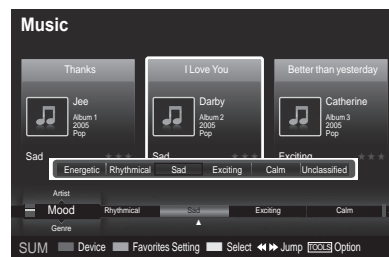 Music
Thanks
I Love You
Better than yesterday
Jee
Album 1
2005
Pop
Darby
Album 2
2005
Pop
Catherine
Album 3
2005
Pop
Sad
Sad
Exciting
Energetic Rhythmical Sad Exciting Calm Unclassified
Artist
Mood Rhythmical Sad Exciting Calm
Genre
SUM Device Favorites Setting Select Jump TOOLS Option